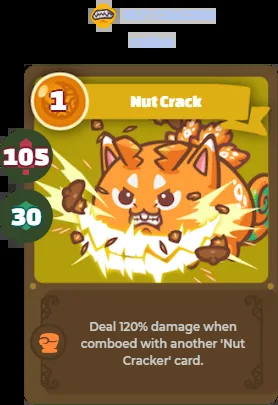 1
Nut Crack
105
30
Deal 120% damage when
comboed with another 'Nut
Cracker' card.